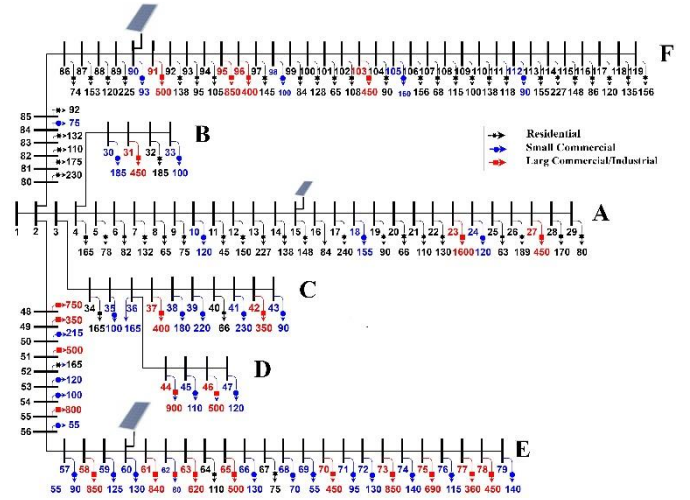 F
86 87 88 89 90 91 92 93 94 95 96 97 98 99 100 101 102 103 104 105 106 107 108 109 110 111 112 113 114 115 116 117 118 119
74 153 120 225 93 500 138 95 105 850 400 145 100 84 128 65 108 450 90 160 156 68 115 100 138 118 90 155 227 148 86 120 135 156
85 92
84 75
83 132
82 110
81 175
80 230
B
30 31 32 33
185 450 185 100
Residential
Small Commercial
Larg Commercial/Industrial
A
1 2 3 4 5 6 7 8 9 10 11 12 13 14 15 16 17 18 19 20 21 22 23 24 25 26 27 28 29
165 78 82 132 65 75 120 45 150 227 138 148 84 240 155 90 66 110 130 1600 120 63 189 450 170 80
C
34 35 36 37 38 39 40 41 42 43
165 100 165 400 180 220 66 230 350 90
48 750
49 350
50 215
51 500
52 165
53 120
54 100
55 800
56 55
D
44 45 46 47
900 110 500 120
E
57 58 59 60 61 62 63 64 65 66 67 68 69 70 71 72 73 74 75 76 77 78 79
55 90 850 125 130 840 60 620 110 500 130 75 70 55 450 95 130 850 140 690 115 360 450 140